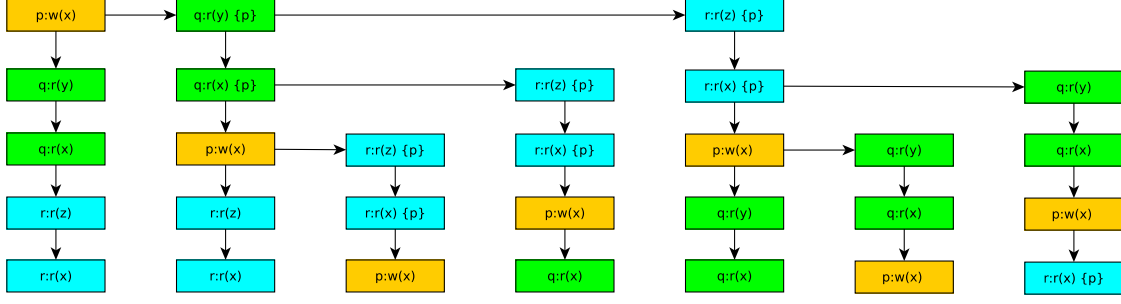 p:w(x) q:r(y) {p} r:r(z) {p}
q:r(y) q:r(x) {p} r:r(z) {p} r:r(x) {p} q:r(y)
q:r(x) p:w(x) r:r(z) {p} r:r(x) {p} p:w(x) q:r(y) q:r(x)
r:r(z) r:r(z) r:r(x) {p} p:w(x) q:r(y) q:r(x) p:w(x)
r:r(x) r:r(x) p:w(x) q:r(x) q:r(x) p:w(x) r:r(x) {p}